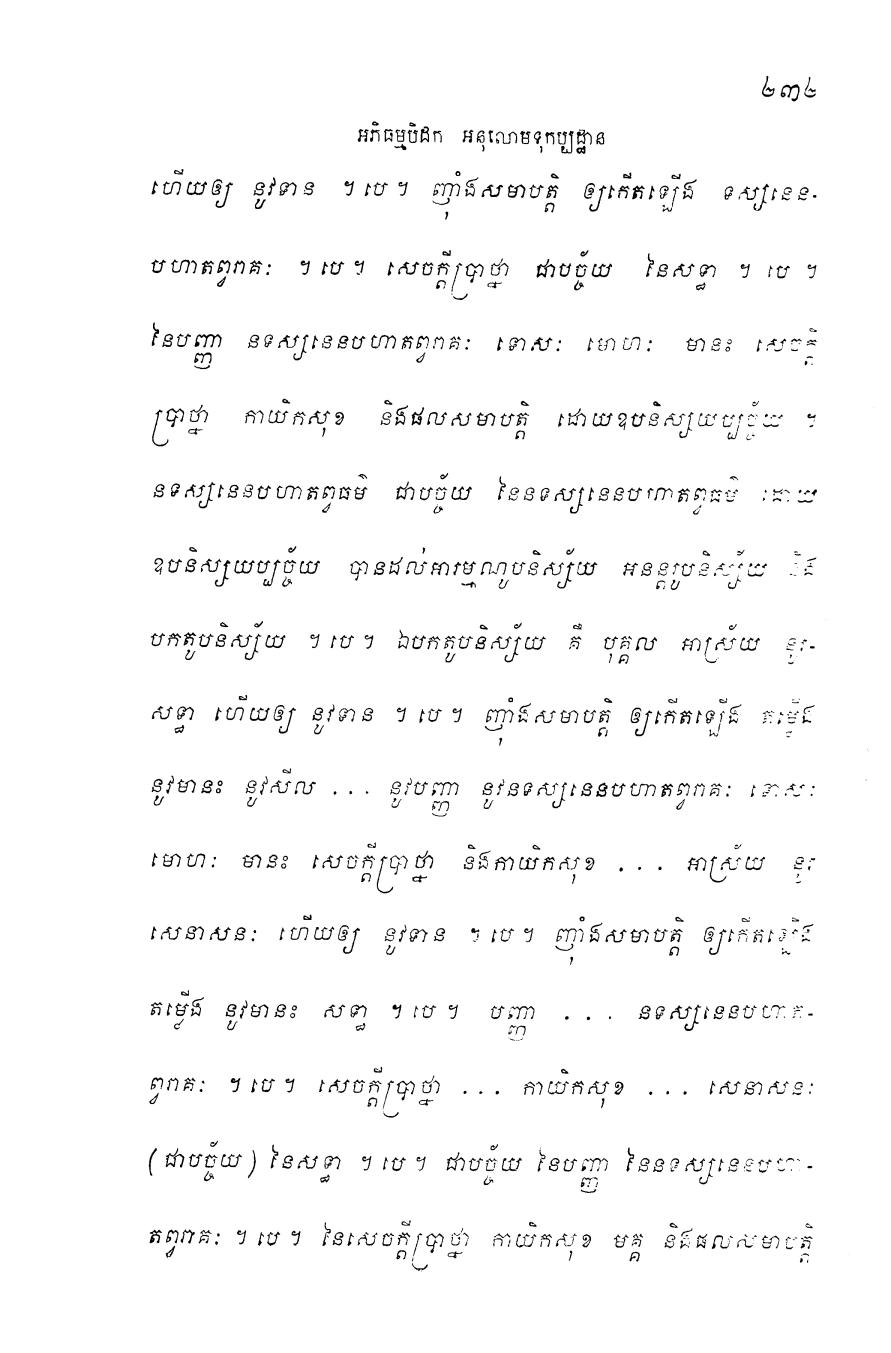 ២៣២
អភិធម្មបិដក អនុលោមទុកប្បដ្ឋាន
ហើយឲ្យ នូវទាន ។ បេ ។ ញ៉ាំងសមាបត្តិ ឲ្យកើតឡើង ទស្សនេន-
បហាតព្វរាគៈ ។ បេ ។ សេចក្តីប្រាថ្នា ជាបច្ច័យ នៃសទ្ធា ។ បេ ។
នៃបញ្ញា នទស្សនេនបហាតព្វរាគៈ ទោសៈ មោហៈ មានះ សេចក្តី
ប្រាថ្នា កាយិកសុខ និងផលសមាបត្តិ ដោយឧបនិស្សយប្បច្ច័យ ។
នទស្សនេនបហាតព្វធម៌ ជាបច្ច័យ នៃនទស្សនេនបហាតព្វធម៌ ដោយ
ឧបនិស្សយប្បច្ច័យ បានដល់អារម្មណូបនិស្ស័យ អនន្តរូបនិស្ស័យ និង
បកតូបនិស្ស័យ ។ បេ ។ ឯបកតូបនិស្ស័យ គឺ បុគ្គល អាស្រ័យ នូវ-
សទ្ធា ហើយឲ្យ នូវទាន ។ បេ ។ ញ៉ាំងសមាបត្តិ ឲ្យកើតឡើង តម្កើង
នូវមានះ នូវសីល ... នូវបញ្ញា នូវនទស្សនេនបហាតព្វរាគៈ ទោសៈ
មោហៈ មានះ សេចក្តីប្រាថ្នា និងកាយិកសុខ ... អាស្រ័យ នូវ
សេនាសនៈ ហើយឲ្យ នូវទាន ។ បេ ។ ញ៉ាំងសមាបត្តិ ឲ្យកើតឡើង
តម្កើង នូវមានះ សទ្ធា ។ បេ ។ បញ្ញា ... នទស្សនេនបហាត-
ព្វរាគៈ ។ បេ ។ សេចក្តីប្រាថ្នា ... កាយិកសុខ ... សេនាសនៈ
(ជាបច្ច័យ) នៃសទ្ធា ។ បេ ។ ជាបច្ច័យ នៃបញ្ញា នៃនទស្សនេនបហា-
តព្វរាគៈ ។ បេ ។ នៃសេចក្តីប្រាថ្នា កាយិកសុខ មគ្គ និងផលសមាបត្តិ